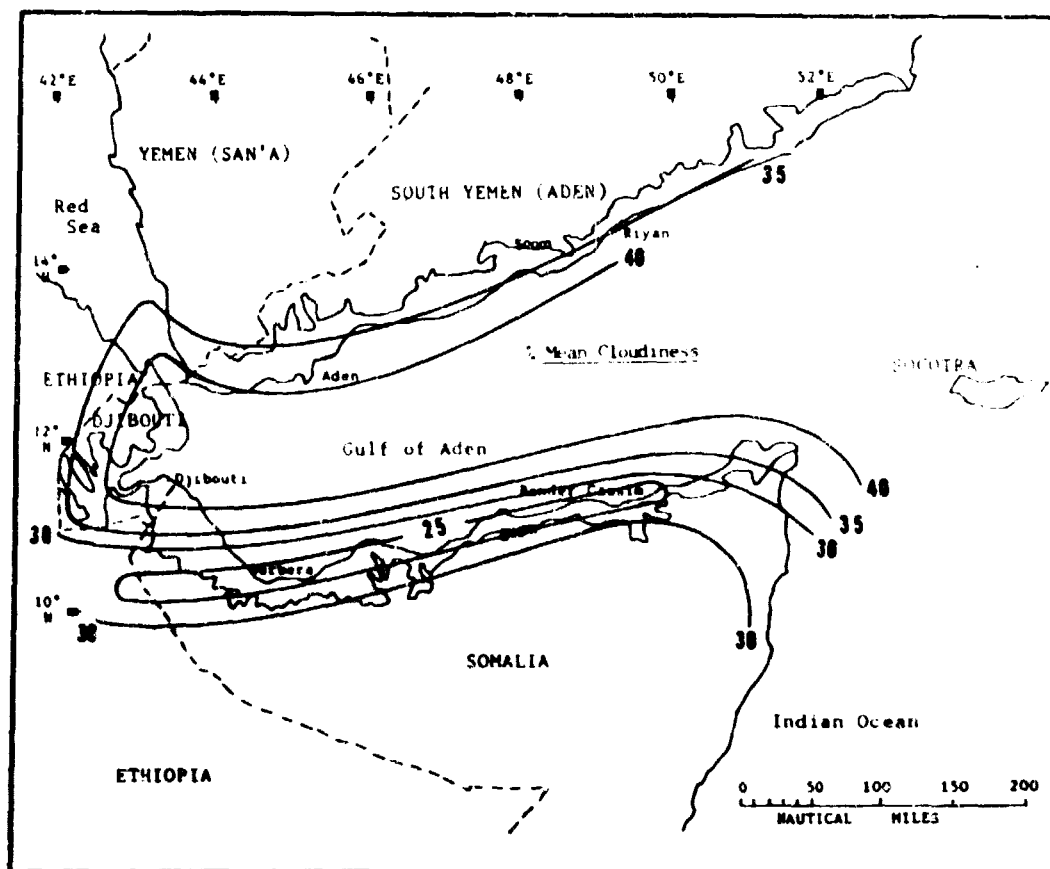 42°E 44°E 46°E 48°E 50°E 52°E
YEMEN (SAN'A)
SOUTH YEMEN (ADEN)
35
Red
Sea
Riyan
14°
N
40
% Mean Cloudiness
SOCOTRA
Aden
ETHIOPIA
DJIBOUTI
12°
N
Gulf of Aden
Djibouti
40
35
30
30
25
Berbera
10°
N
30
SOMALIA
Indian Ocean
ETHIOPIA
0 50 100 150 200
NAUTICAL MILES